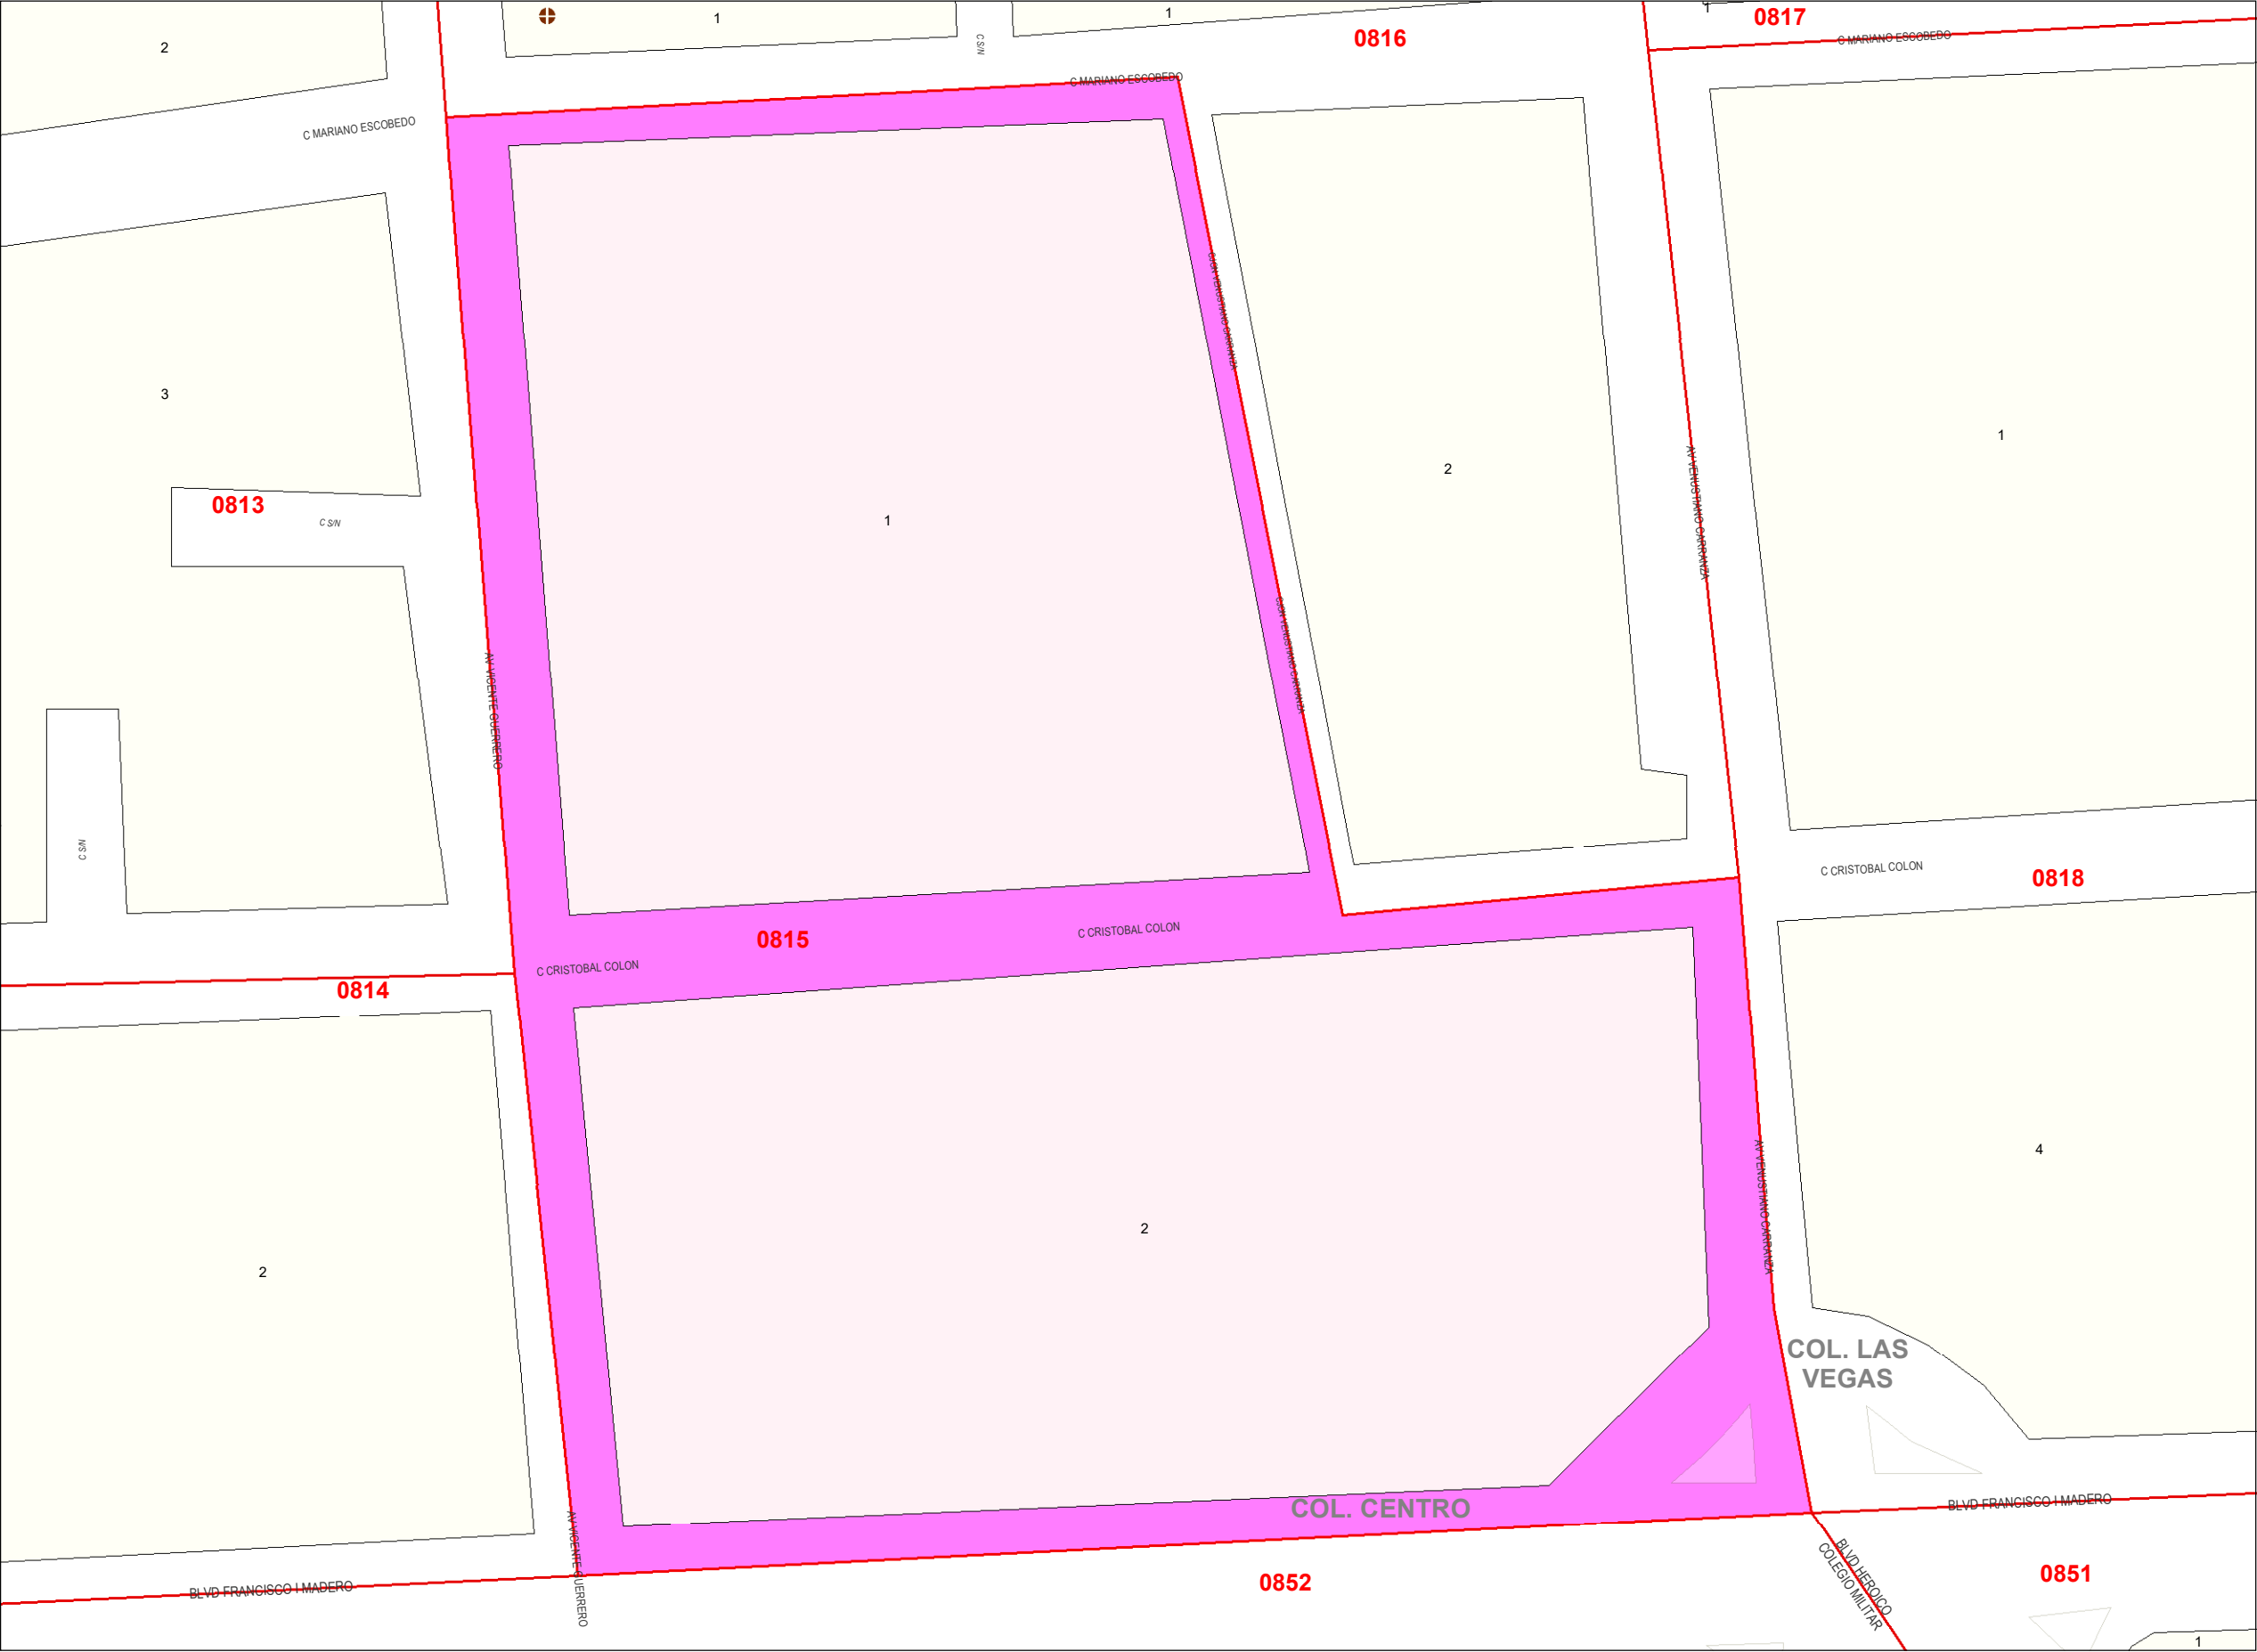 1
1
1
0817
2
0816
C S/N
C MARIANO ESCOBEDO
C MARIANO ESCOBEDO
C MARIANO ESCOBEDO
3
1
2
0813
C S/N
1
AV VENUSTIANO CARRANZA
AV VICENTE GUERRERO
C S/N
C CRISTOBAL COLON
0818
0815
C CRISTOBAL COLON
C CRISTOBAL COLON
0814
4
AV VENUSTIANO CARRANZA
2
2
COL. LAS
VEGAS
COL. CENTRO
BLVD FRANCISCO I MADERO
AV VICENTE GUERRERO
BLVD FRANCISCO I MADERO
0852
0851
BLVD HEROICO
COLEGIO MILITAR
1